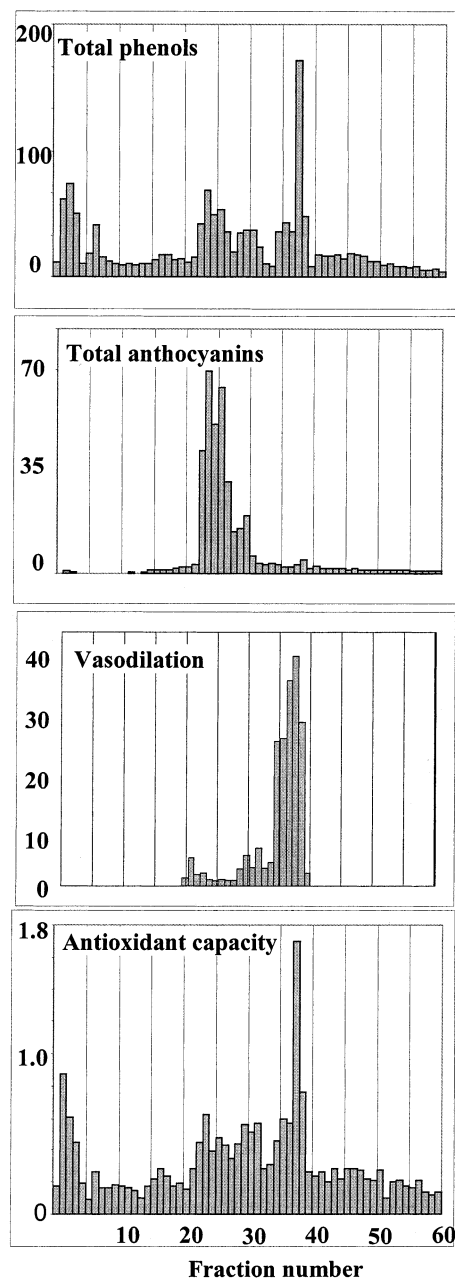 200
Total phenols
100
0
Total anthocyanins
70
35
0
Vasodilation
40
30
20
10
0
1.8
Antioxidant capacity
1.0
0
10 20 30 40 50 60
Fraction number